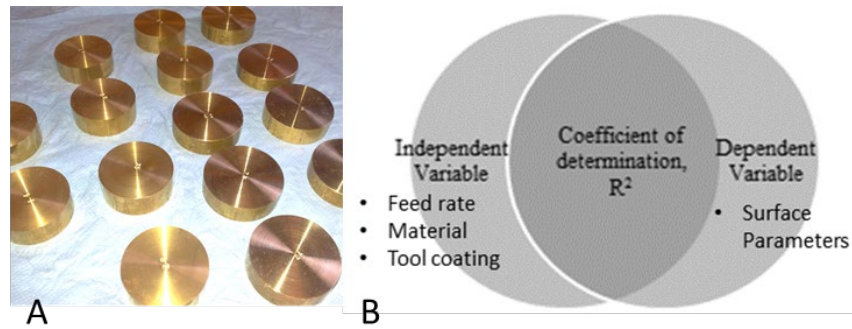 Independent
Variable
• Feed rate
• Material
• Tool coating
Coefficient of
determination,
R²
Dependent
Variable
• Surface
Parameters
A
B